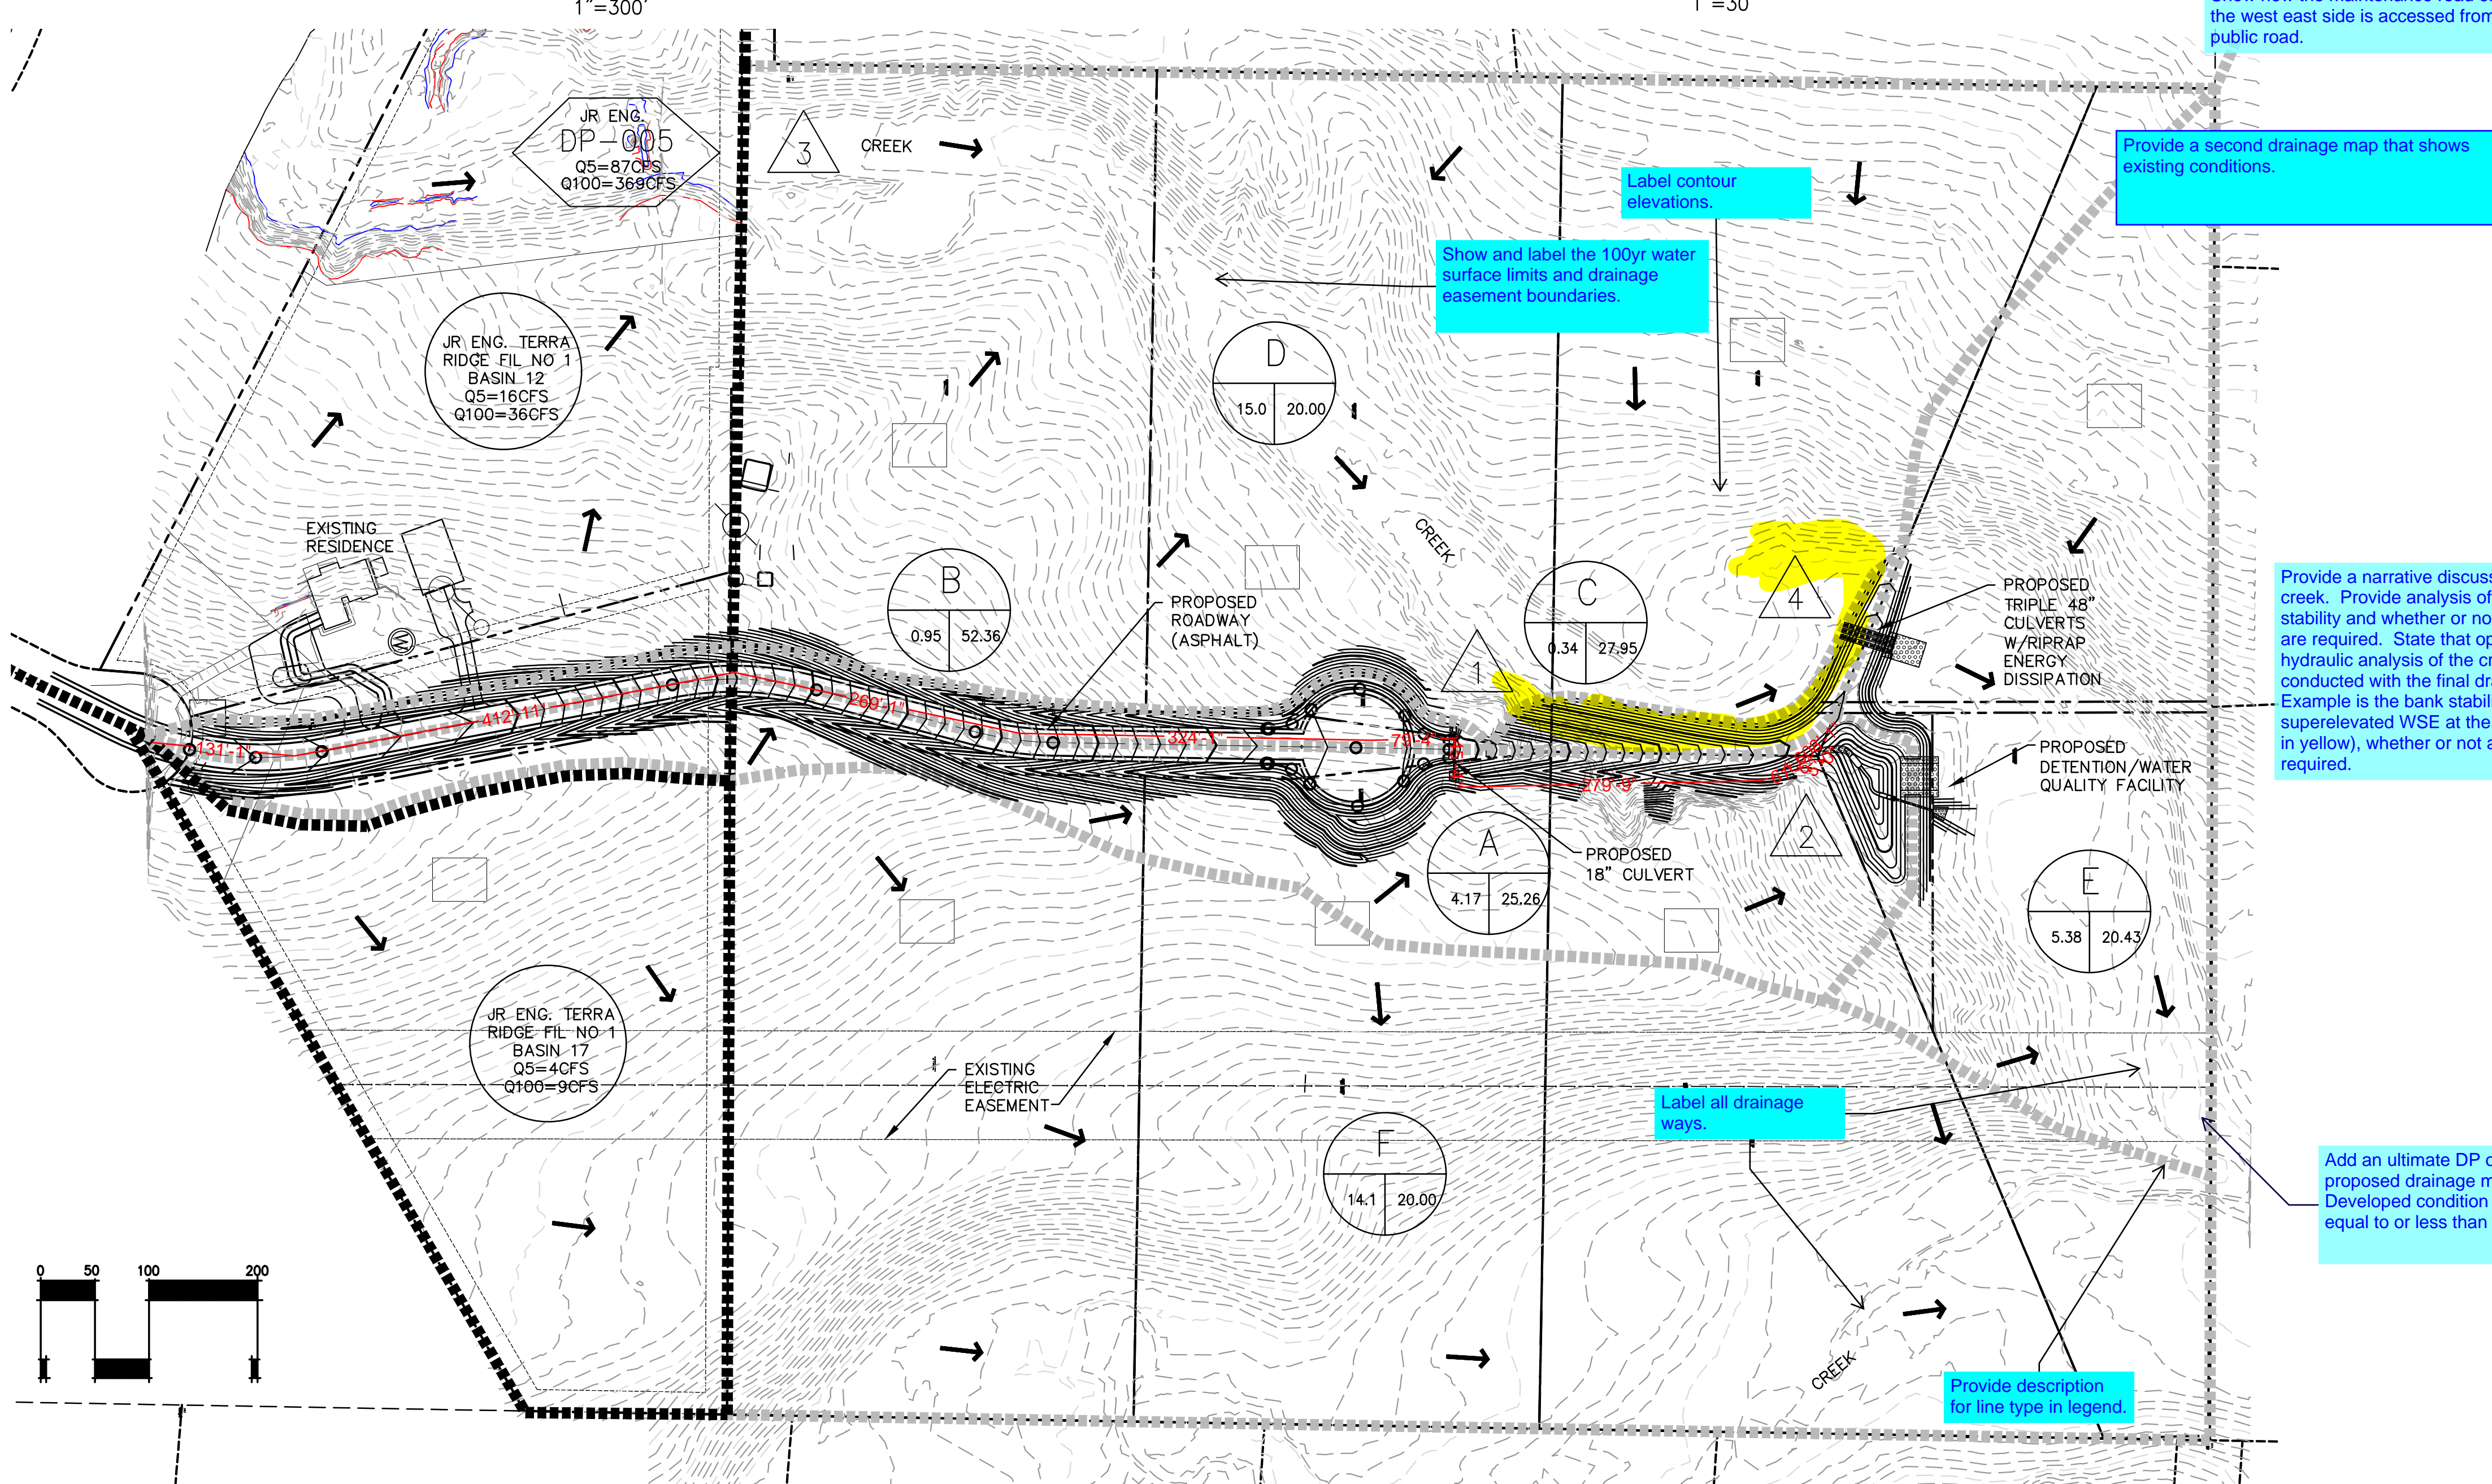 1"=300'
1"=30'
the west east side is accessed from
public road.
JR ENG.
DP-005
Q5=87CFS
Q100=369CFS
3
CREEK
Provide a second drainage map that shows
existing conditions.
Label contour
elevations.
Show and label the 100yr water
surface limits and drainage
easement boundaries.
JR ENG. TERRA
RIDGE FIL NO 1
BASIN 12
Q5=16CFS
Q100=36CFS
D
15.0 20.00
EXISTING
RESIDENCE
W
CREEK
B
0.95 52.36
PROPOSED
ROADWAY
(ASPHALT)
C
0.34 27.95
4
1
PROPOSED
TRIPLE 48"
CULVERTS
W/RIPRAP
ENERGY
DISSIPATION
Provide a narrative discuss
creek. Provide analysis of
stability and whether or no
are required. State that op
hydraulic analysis of the cr
conducted with the final dra
Example is the bank stabili
superelevated WSE at the
in yellow), whether or not a
required.
131'-1"
412'-11"
269'-1"
324'-1"
79'-4"
279'-9"
PROPOSED
DETENTION/WATER
QUALITY FACILITY
2
A
4.17 25.26
PROPOSED
18" CULVERT
E
5.38 20.43
JR ENG. TERRA
RIDGE FIL NO 1
BASIN 17
Q5=4CFS
Q100=9CFS
EXISTING
ELECTRIC
EASEMENT
Label all drainage
ways.
F
14.1 20.00
Add an ultimate DP o
proposed drainage m
Developed condition
equal to or less than
0 50 100 200
CREEK
Provide description
for line type in legend.